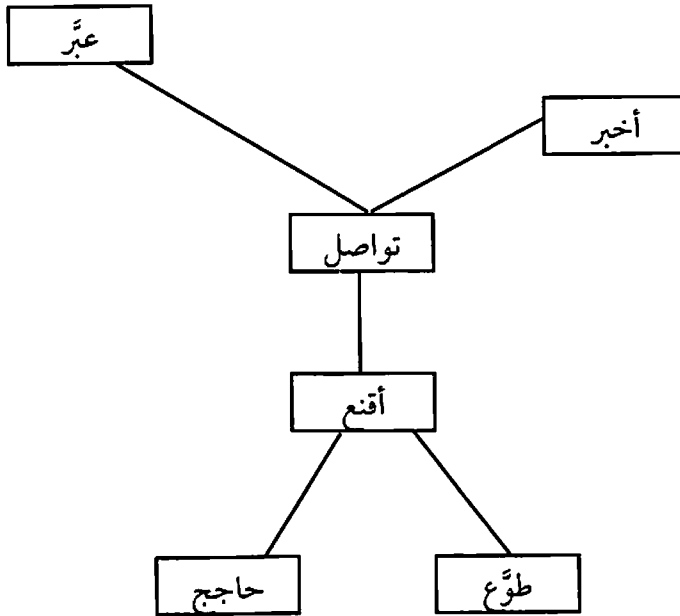 عبَّر
أخبر
تواصل
أقنع
طوَّع
حاجج